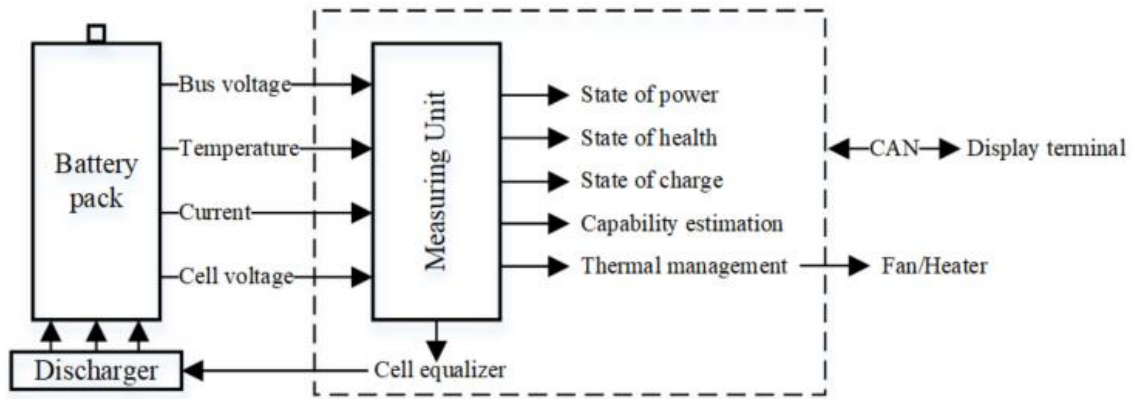 Bus voltage
Temperature
Current
Cell voltage
Battery
pack
Discharger
Measuring Unit
State of power
State of health
State of charge
Capability estimation
Thermal management
Cell equalizer
CAN
Display terminal
Fan/Heater